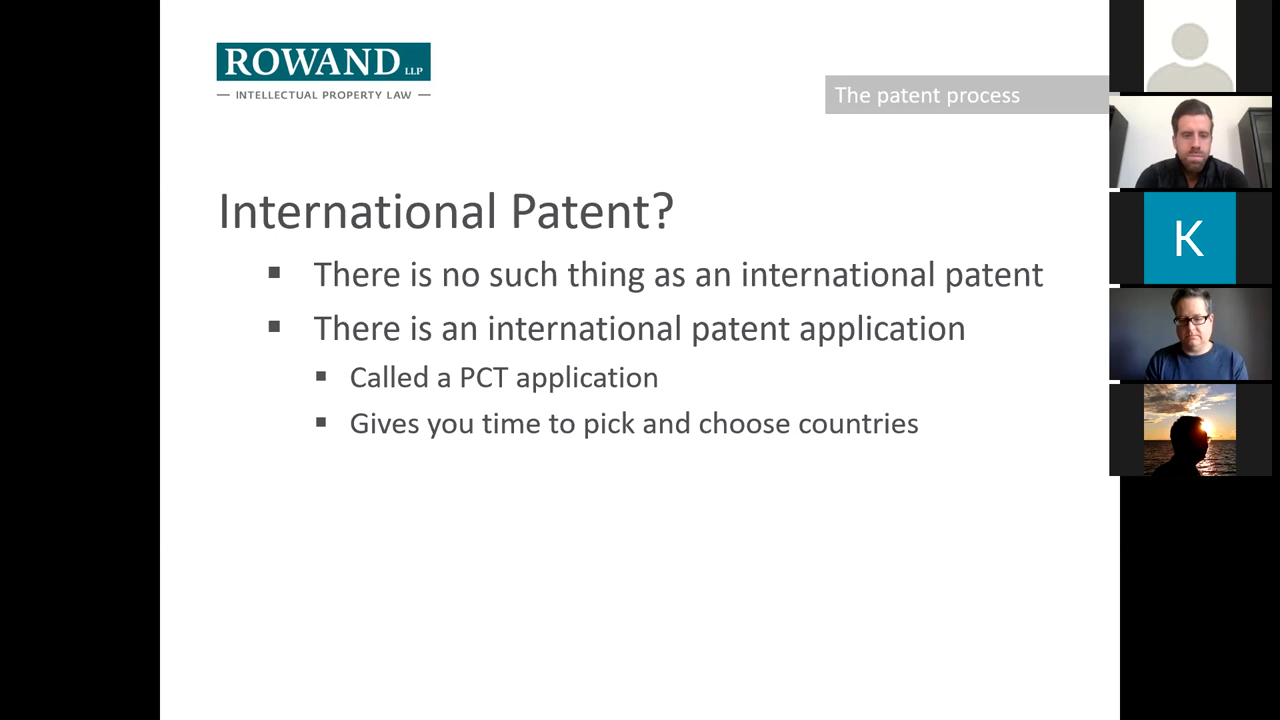 ROWAND LLP
INTELLECTUAL PROPERTY LAW
The patent process
International Patent?
There is no such thing as an international patent
There is an international patent application
Called a PCT application
Gives you time to pick and choose countries
K